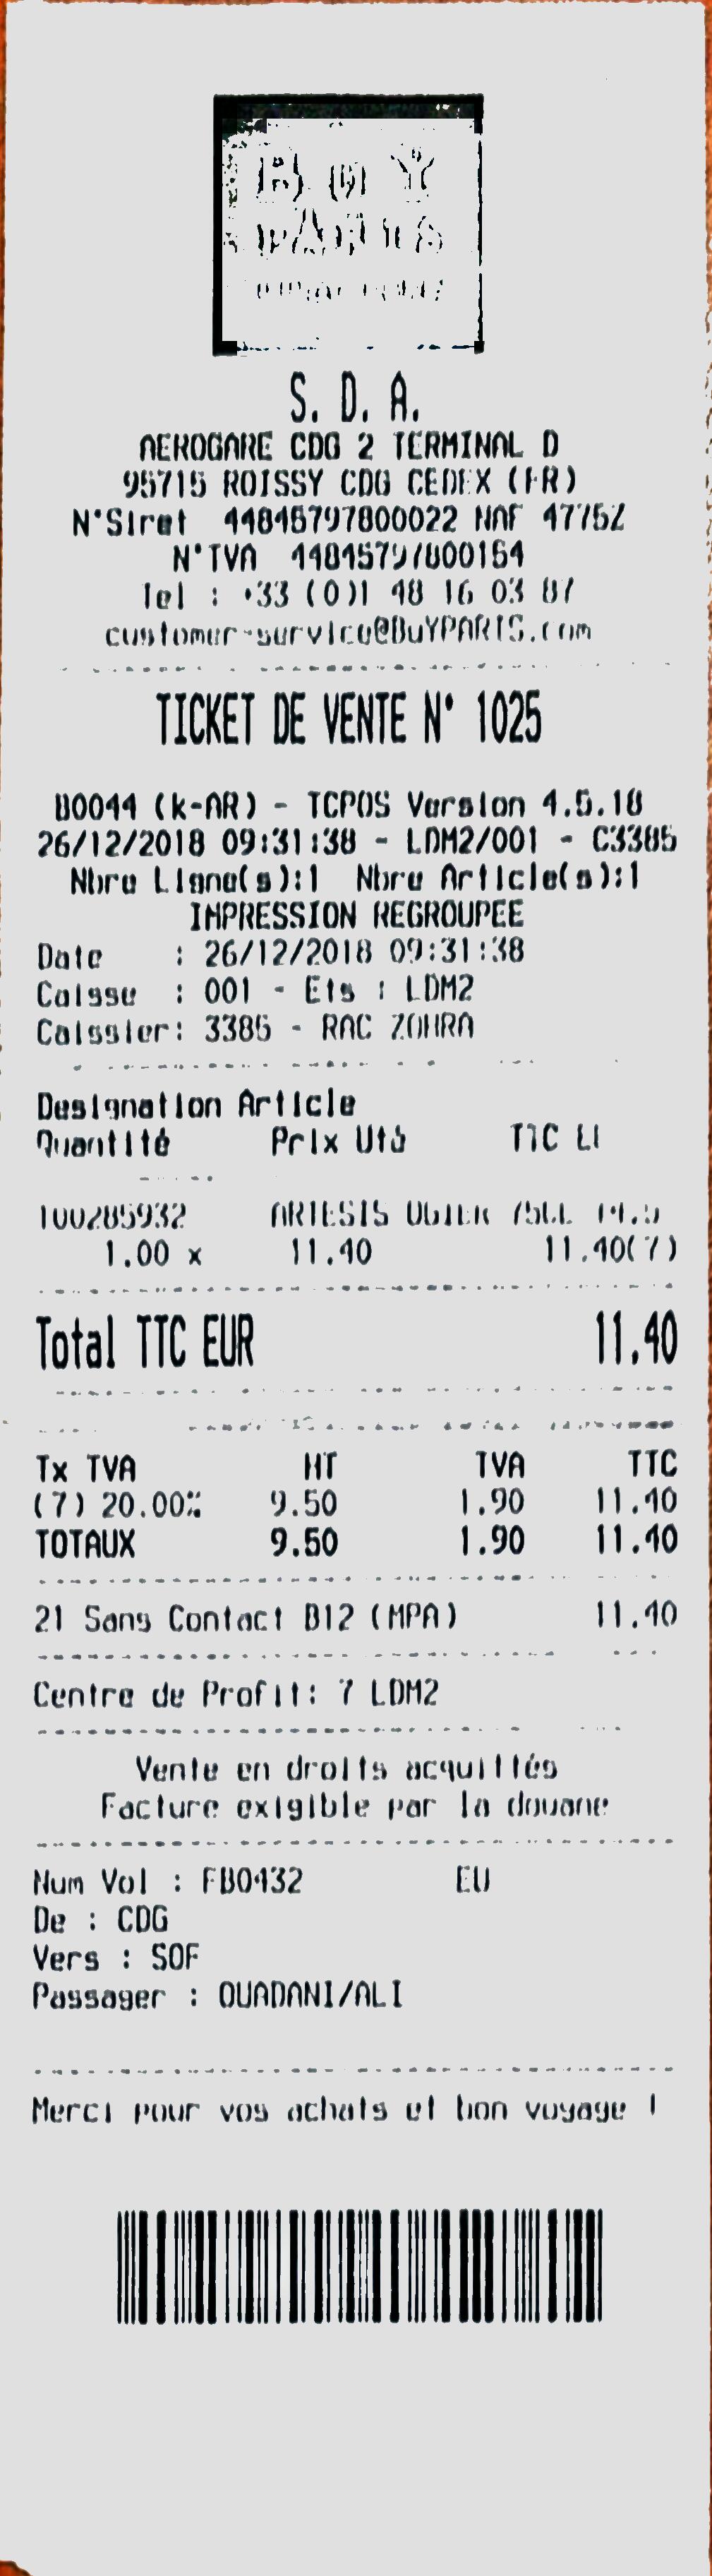 BuY
PARIS
S. D. A.
AEROGARE CDG 2 TERMINAL D
95715 ROISSY CDG CEDEX (FR)
N°Siret 44845797800022 NAF 4776Z
N°TVA
Tel : +33 (0)1 48 16 03 87
customer-service@BuYPARIS.com
TICKET DE VENTE N° 1025
B0044 (k-AR) - TCPOS Version 4.5.18
26/12/2018 09:31:38 - LDM2/001 - C3385
Nbre Ligne(s):1 Nbre Article(s):1
IMPRESSION REGROUPEE
Date : 26/12/2018 09:31:38
Caisse : 001 - Ets : LDM2
Caissier: 3385 - RAC ZOHRA
Designation Article
Quantité Prix Uté TTC LI
100285932 ARTESIS 75CL 14.5
1.00 x 11.40 11.40(7)
Total TTC EUR 11.40
Tx TVA HT TVA TTC
(7) 20.00% 9.50 1.90 11.40
TOTAUX 9.50 1.90 11.40
21 Sans Contact B12 (MPA) 11.40
Centre de Profit: 7 LDM2
Vente en droits acquittés
Facture exigible par la douane
Num Vol : FB0432 EU
De : CDG
Vers : SOF
Passager : OUADANI/ALI
Merci pour vos achats et bon voyage !